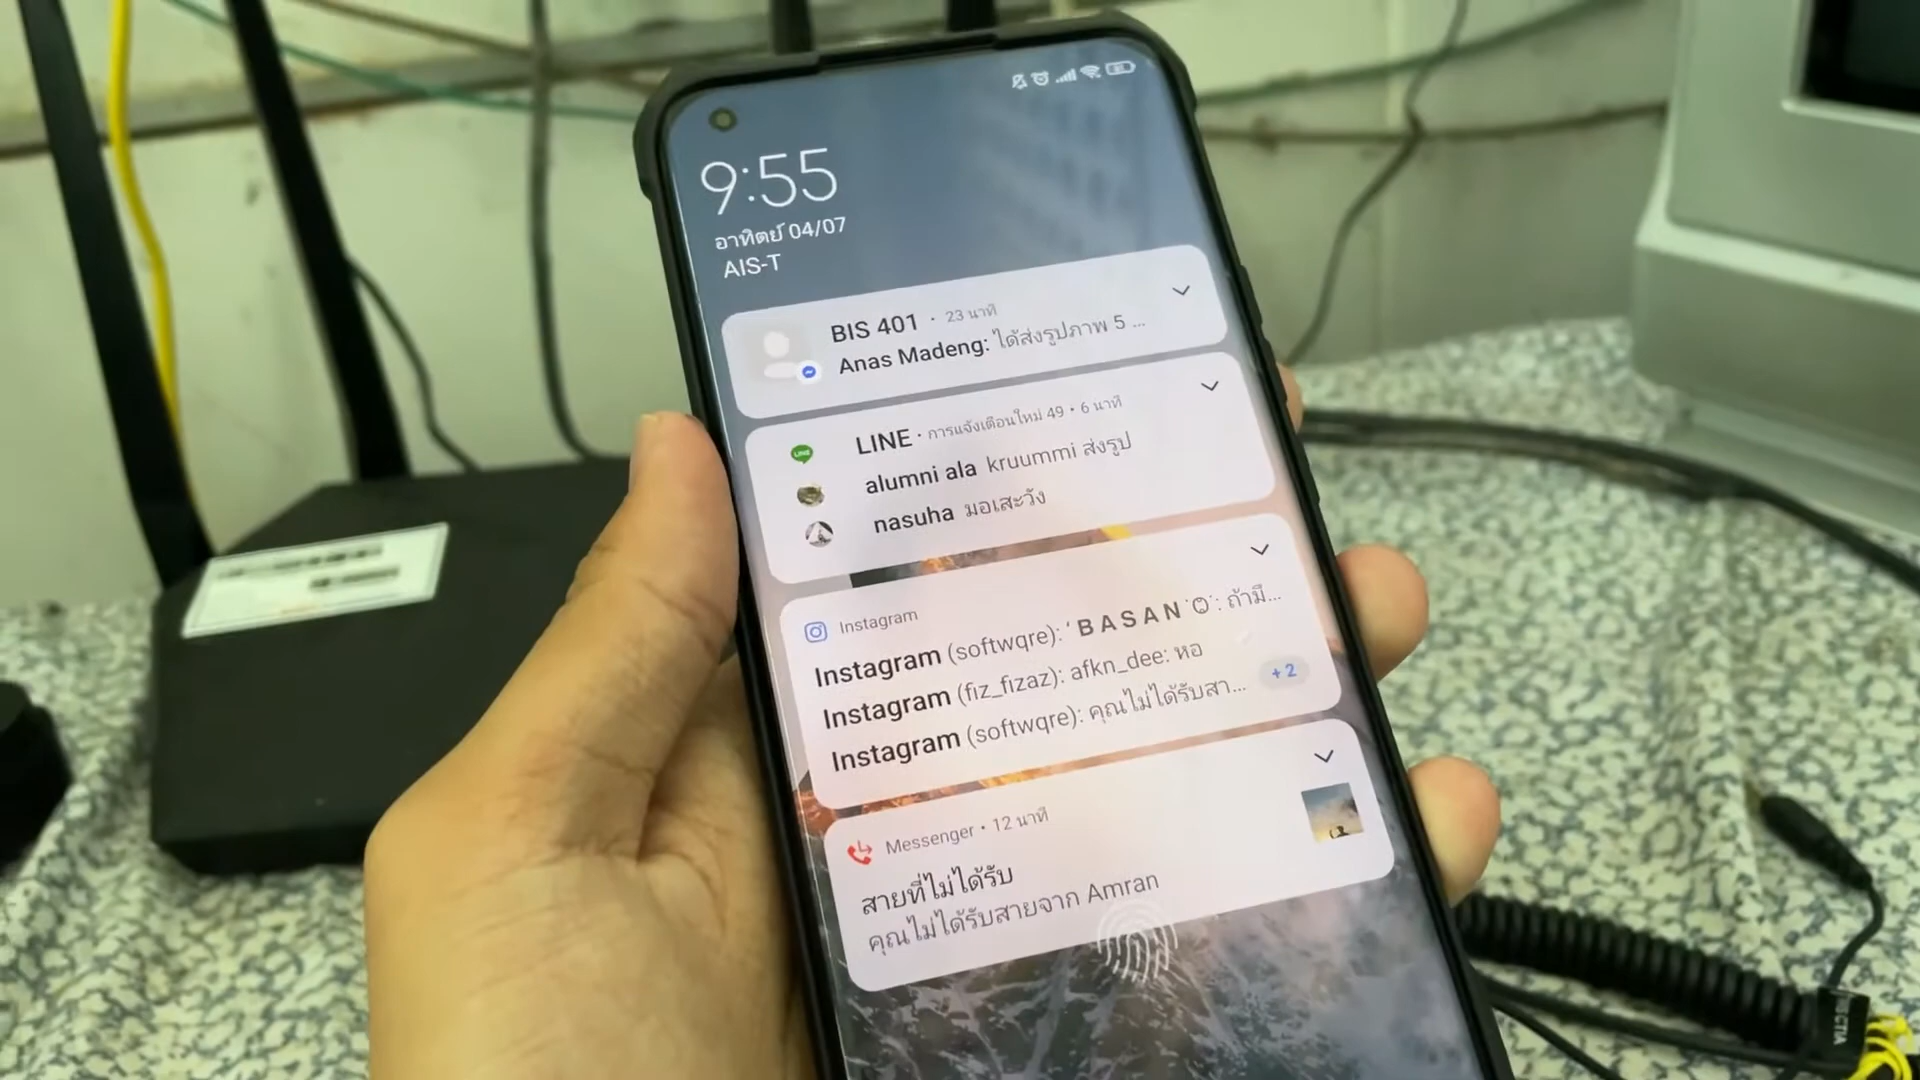 9:55
อาทิตย์ 04/07
AIS-T
BIS 401 · 23 นาที
Anas Madeng: ได้ส่งรูปภาพ 5 ...
LINE · การแจ้งเตือนใหม่ 49 • 6 นาที
alumni ala kruummi ส่งรูป
nasuha มอเสะวัง
Instagram
Instagram (softwqre): ‘ B A S A N ˙Ο˙: ถ้ามี...
Instagram (fiz_fizaz): afkn_dee: หอ
Instagram (softwqre): คุณไม่ได้รับสา...
+2
Messenger • 12 นาที
สายที่ไม่ได้รับ
คุณไม่ได้รับสายจาก Amran